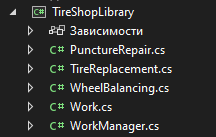 TireShopLibrary
Зависимости
C# PunctureRepair.cs
C# TireReplacement.cs
C# WheelBalancing.cs
C# Work.cs
C# WorkManager.cs